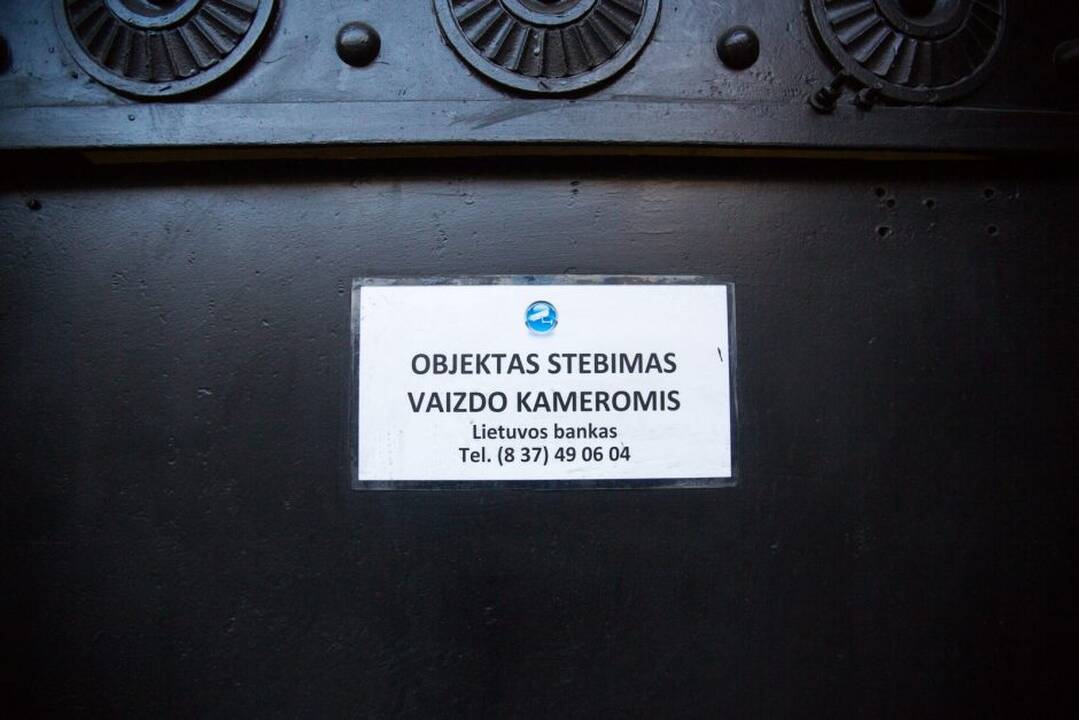 OBJEKTAS STEBIMAS
VAIZDO KAMEROMIS
Lietuvos bankas
Tel. (8 37) 49 06 04